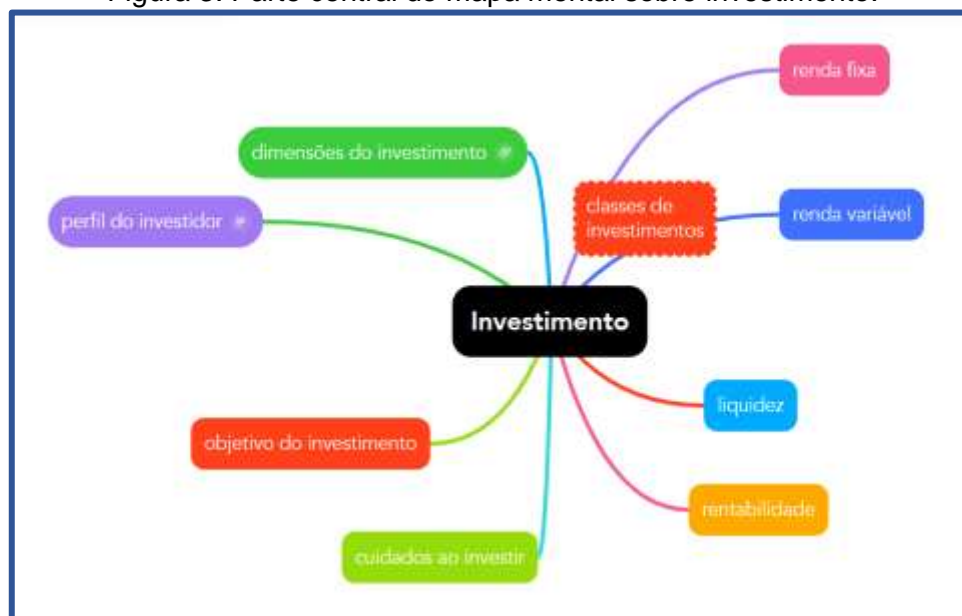 renda fixa
dimensões do investimento
classes de
investimentos
perfil do investidor
renda variável
Investimento
liquidez
objetivo do investimento
rentabilidade
cuidados ao investir